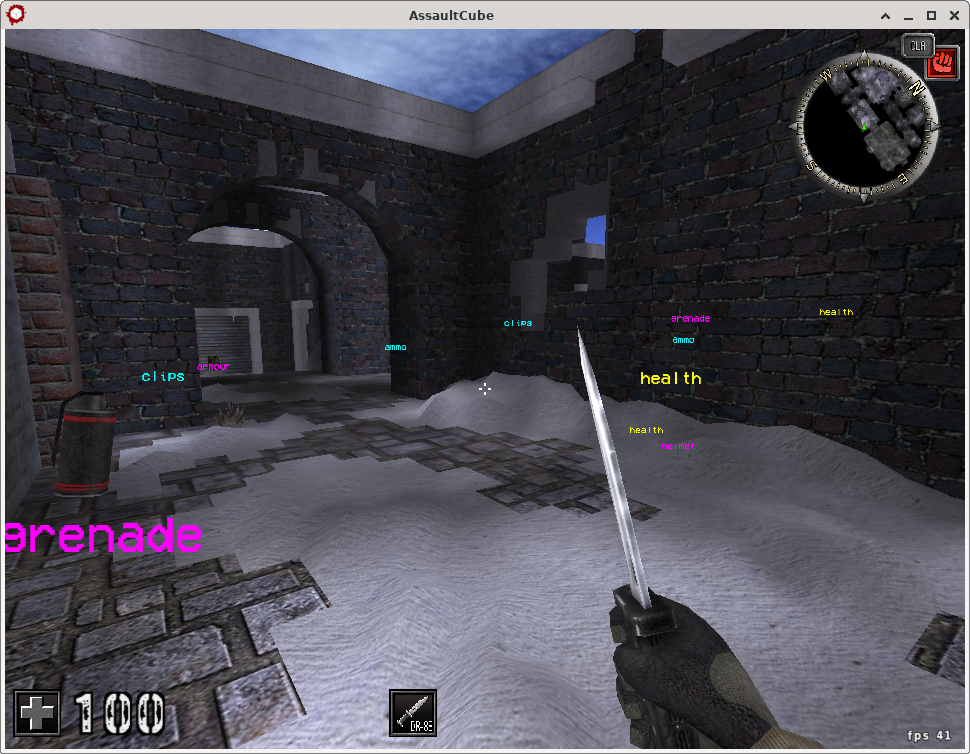 AssaultCube
CLA
W
N
S
E
clips
grenade
health
ammo
ammo
armour
clips
health
health
helmet
grenade
100
DR-88
fps 41